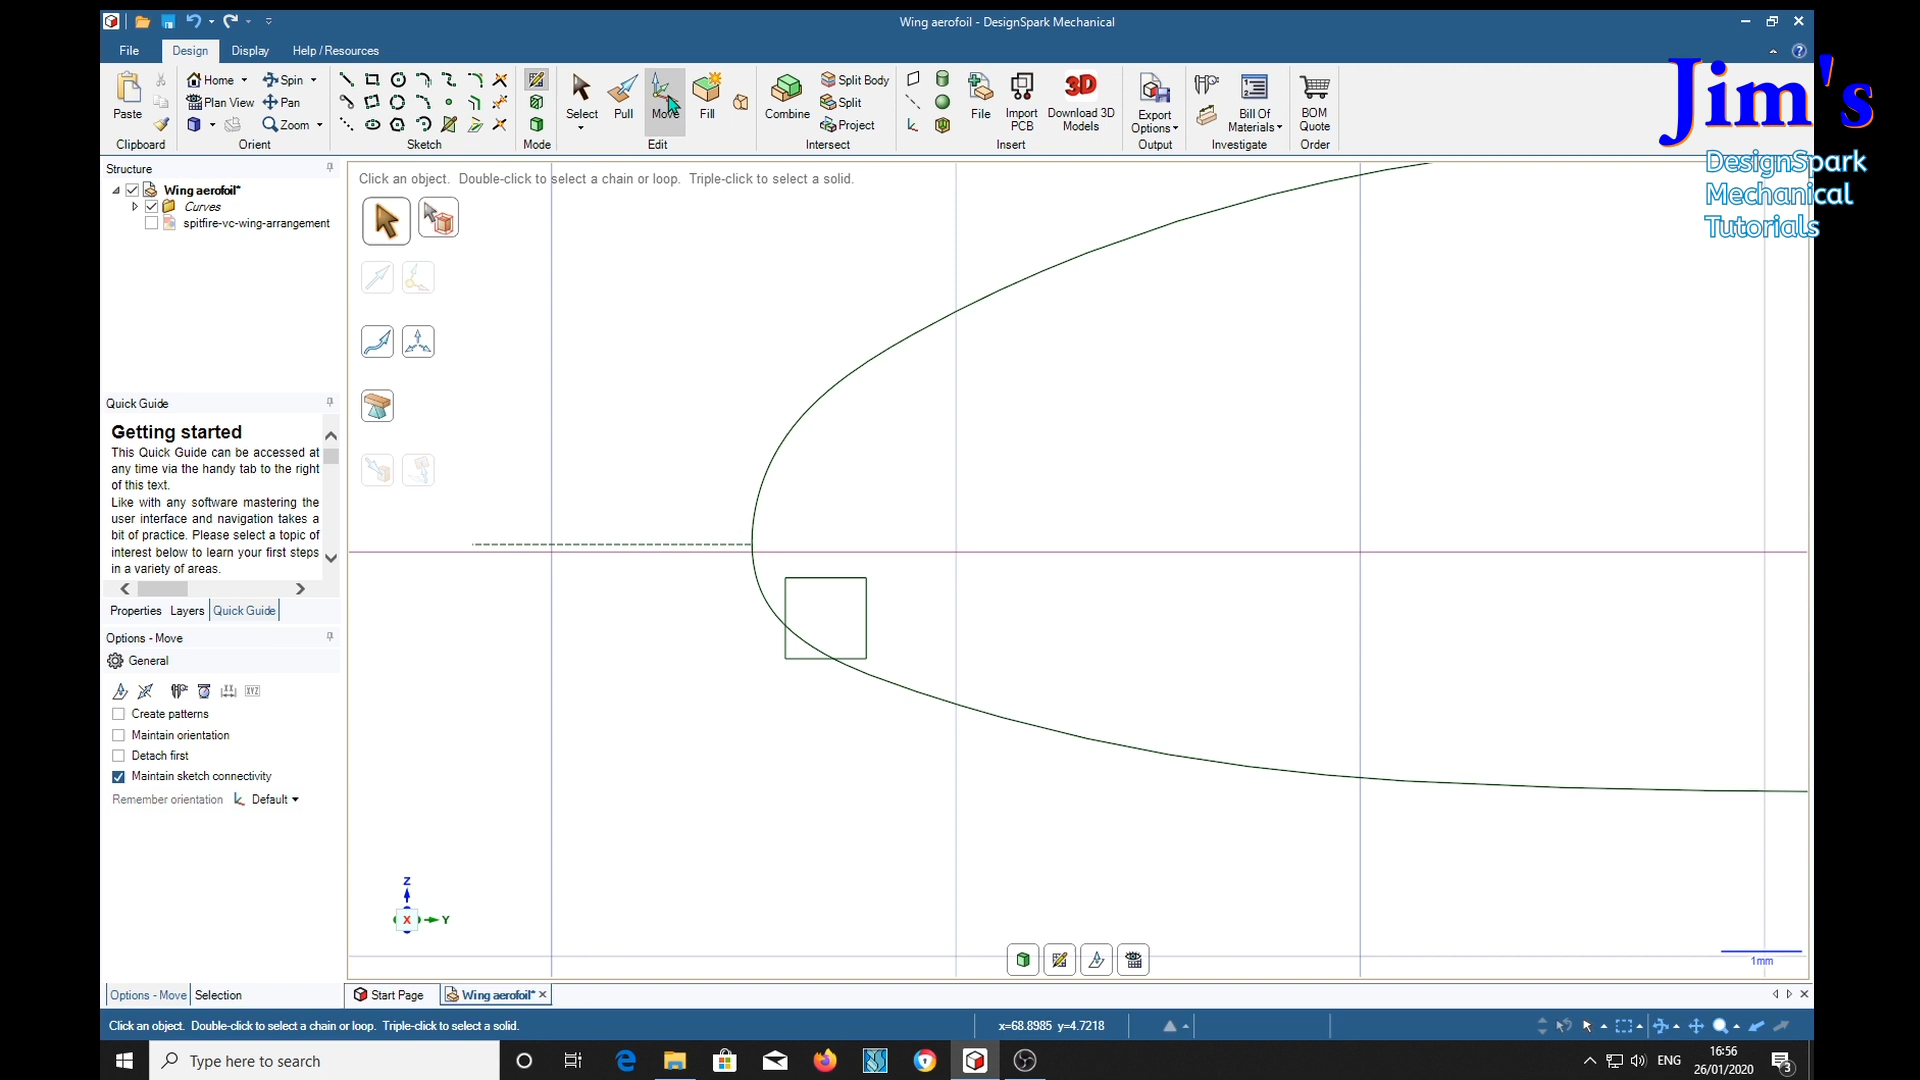 Wing aerofoil - DesignSpark Mechanical
File
Design
Display
Help / Resources
Paste
Clipboard
Home
Plan View
Spin
Pan
Zoom
Orient
Sketch
Mode
Select
Pull
Move
Fill
Edit
Combine
Split Body
Split
Project
Intersect
File
Import PCB
Download 3D Models
3D
Insert
Export Options
Output
Bill Of Materials
Investigate
BOM Quote
Order
Jim's
DesignSpark
Mechanical
Tutorials
Structure
Wing aerofoil*
Curves
spitfire-vc-wing-arrangement
Click an object. Double-click to select a chain or loop. Triple-click to select a solid.
Quick Guide
Getting started
This Quick Guide can be accessed at
any time via the handy tab to the right
of this text.
Like with any software mastering the
user interface and navigation takes a
bit of practice. Please select a topic of
interest below to learn your first steps
in a variety of areas.
Properties
Layers
Quick Guide
Options - Move
General
XYZ
Create patterns
Maintain orientation
Detach first
Maintain sketch connectivity
Remember orientation
Default
Z
X
Y
1mm
Options - Move
Selection
Start Page
Wing aerofoil*
Click an object. Double-click to select a chain or loop. Triple-click to select a solid.
x=68.8985 y=4.7218
Type here to search
ENG
16:56
26/01/2020
3